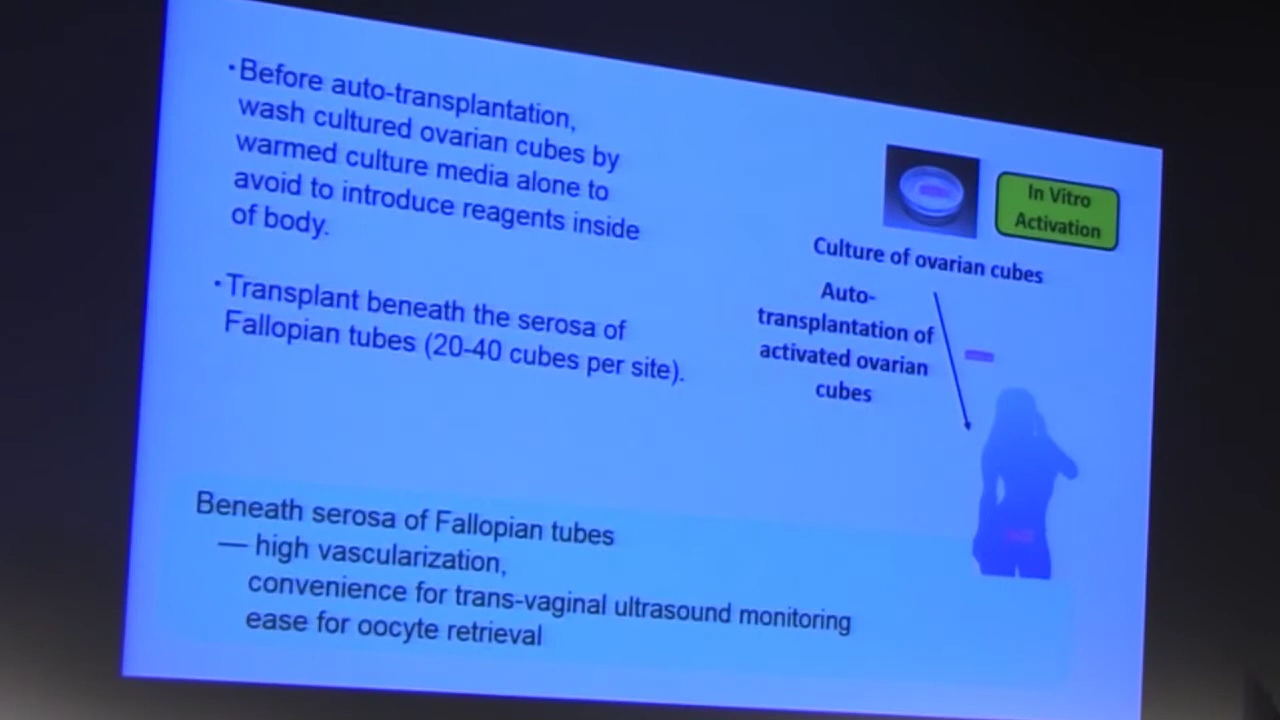 •Before auto-transplantation,
wash cultured ovarian cubes by
warmed culture media alone to
avoid to introduce reagents inside
of body.
•Transplant beneath the serosa of
Fallopian tubes (20-40 cubes per site).
In Vitro
Activation
Culture of ovarian cubes
Auto-
transplantation of
activated ovarian
cubes
Beneath serosa of Fallopian tubes
— high vascularization,
convenience for trans-vaginal ultrasound monitoring
ease for oocyte retrieval